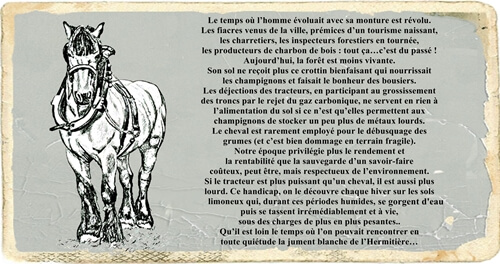 Le temps où l'homme évoluait avec sa monture est révolu.
Les fiacres venus de la ville, prémices d'un tourisme naissant,
les charretiers, les inspecteurs forestiers en tournée,
les producteurs de charbon de bois : tout ça…c'est du passé !
Aujourd'hui, la forêt est moins vivante.
Son sol ne reçoit plus ce crottin bienfaisant qui nourrissait
les champignons et faisait le bonheur des bousiers.
Les déjections des tracteurs, en participant au grossissement
des troncs par le rejet du gaz carbonique, ne servent en rien à
l'alimentation du sol si ce n'est qu'elles permettent aux
champignons de stocker un peu plus de métaux lourds.
Le cheval est rarement employé pour le débusquage des
grumes (et c'est bien dommage en terrain fragile).
Notre époque privilégie plus le rendement et
la rentabilité que la sauvegarde d'un savoir-faire
coûteux, peut être, mais respectueux de l'environnement.
Si le tracteur est plus puissant qu'un cheval, il est aussi plus
lourd. Ce handicap, on le découvre chaque hiver sur les sols
limoneux qui, durant ces périodes humides, se gorgent d'eau
puis se tassent irrémédiablement et à vie,
sous des charges de plus en plus pesantes..
Qu'il est loin le temps où l'on pouvait rencontrer en
toute quiétude la jument blanche de l'Hermitière…